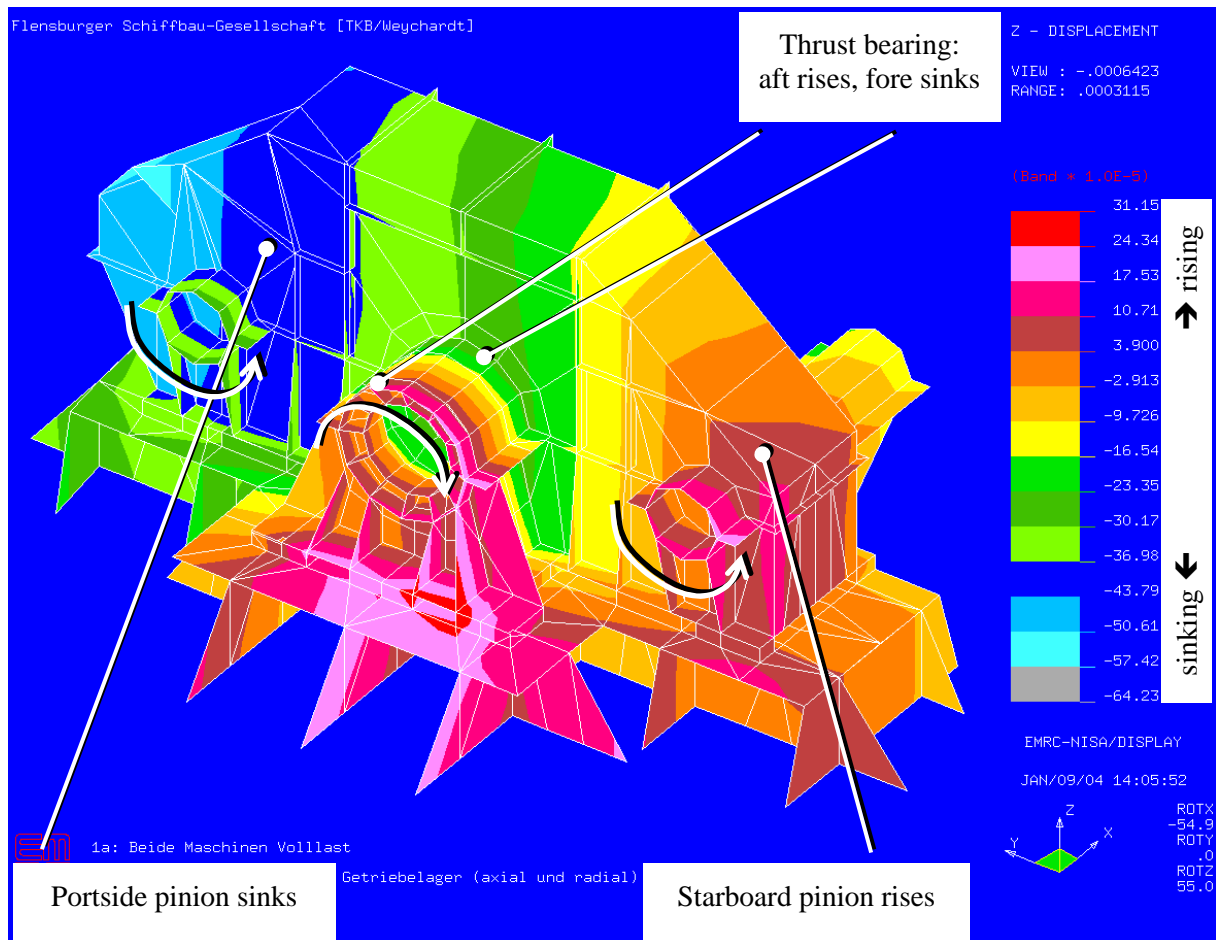 Flensburger Schiffbau-Gesellschaft [TKB/Weychardt]
Thrust bearing:
aft rises, fore sinks
Z - DISPLACEMENT
VIEW : -.0006423
RANGE: .0003115
(Band * 1.0E-5)
31.15
24.34
17.53
10.71
3.900
-2.913
-9.726
-16.54
-23.35
-30.17
-36.98
-43.79
-50.61
-57.42
-64.23
rising
sinking
EMRC-NISA/DISPLAY
JAN/09/04 14:05:52
Z
Y
X
ROTX
-54.9
ROTY
.0
ROTZ
55.0
EM
1a: Beide Maschinen Volllast
Getriebelager (axial und radial)
Portside pinion sinks
Starboard pinion rises